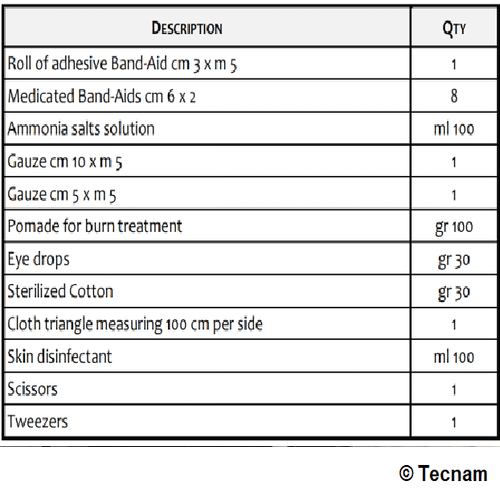 DESCRIPTION QTY
Roll of adhesive Band-Aid cm 3 x m 5 1
Medicated Band-Aids cm 6 x 2 8
Ammonia salts solution ml 100
Gauze cm 10 x m 5 1
Gauze cm 5 x m 5 1
Pomade for burn treatment gr 100
Eye drops gr 30
Sterilized Cotton gr 30
Cloth triangle measuring 100 cm per side 1
Skin disinfectant ml 100
Scissors 1
Tweezers 1
© Tecnam